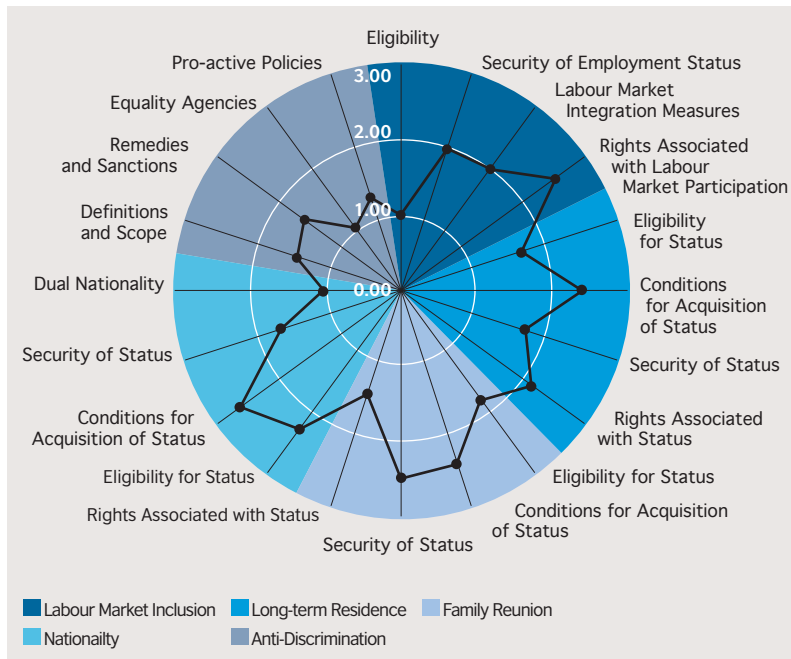 Eligibility
Security of Employment Status
Labour Market
Integration Measures
Rights Associated
with Labour
Market Participation
Eligibility
for Status
Conditions
for Acquisition
of Status
Security of Status
Rights Associated
with Status
Eligibility for Status
Conditions for Acquisition
of Status
Security of Status
Rights Associated with Status
Eligibility for Status
Conditions for
Acquisition of Status
Security of Status
Dual Nationality
Definitions
and Scope
Remedies
and Sanctions
Equality Agencies
Pro-active Policies
3.00
2.00
1.00
0.00
Labour Market Inclusion
Long-term Residence
Family Reunion
Nationailty
Anti-Discrimination